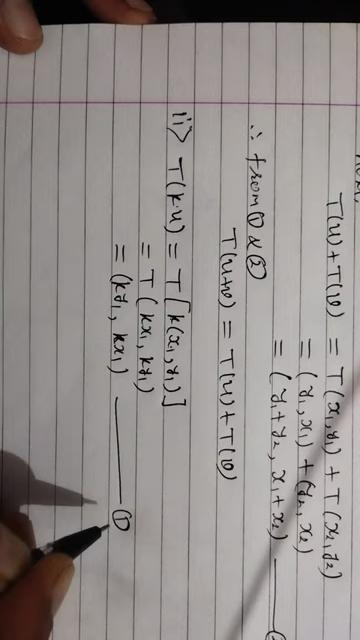 T(u)+T(v) = T(x₁,y₁) + T(x₂,y₂)
= (y₁,x₁) + (y₂,x₂)
= (y₁+y₂, x₁+x₂) —
∴ from ① & ②
T(u+v) = T(u)+T(v)
ii> T(k.u) = T[k(x₁,y₁)]
= T(kx₁, ky₁)
= (ky₁, kx₁) — ①